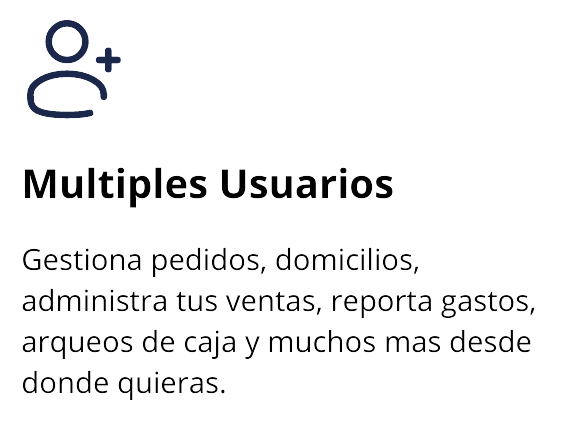 Multiples Usuarios
Gestiona pedidos, domicilios,
administra tus ventas, reporta gastos,
arqueos de caja y muchos mas desde
donde quieras.